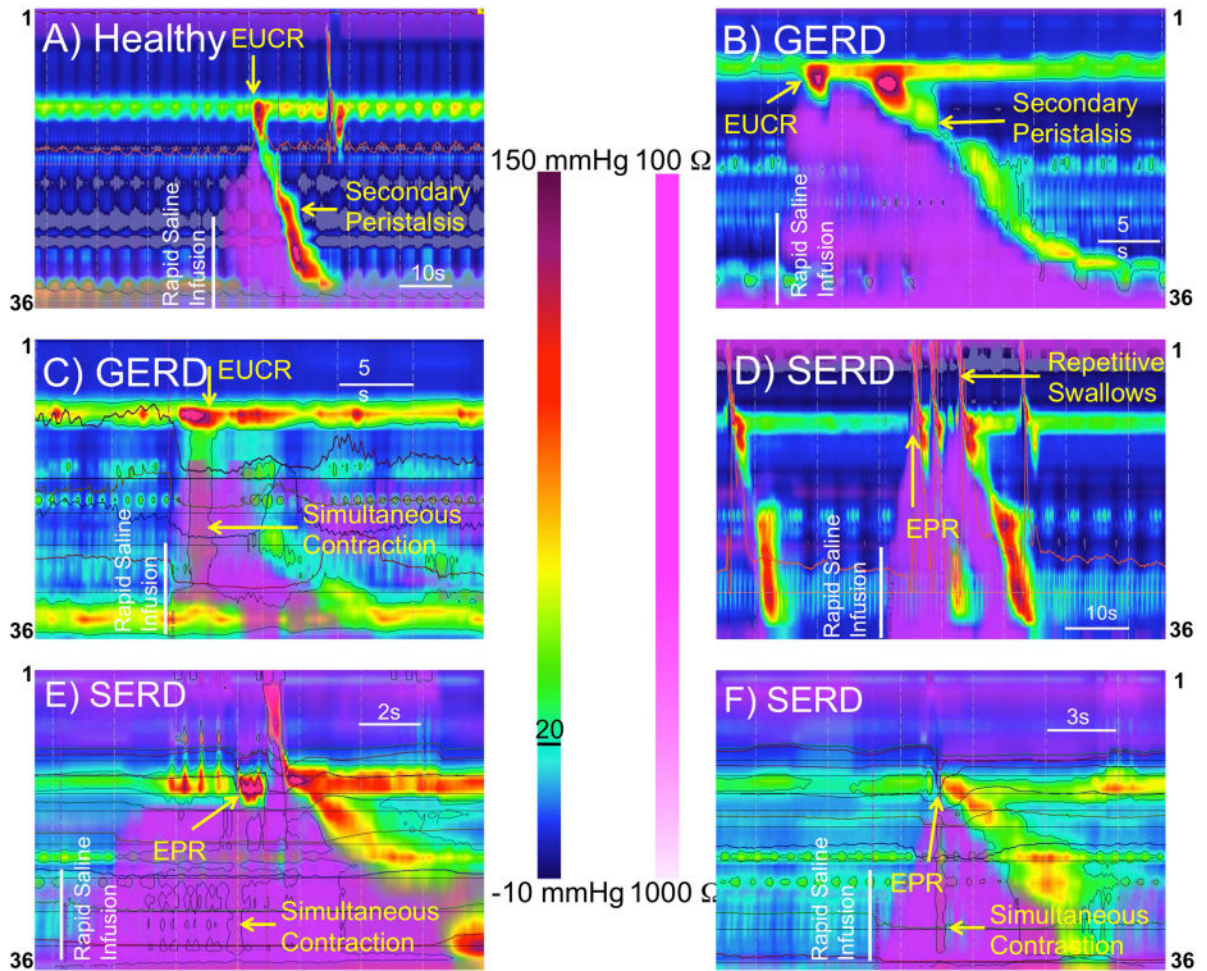 1
A) Healthy
EUCR
Secondary
Peristalsis
Rapid Saline
Infusion
10s
36
1
B) GERD
EUCR
Secondary
Peristalsis
Rapid Saline
Infusion
5
s
36
150 mmHg
100 Ω
20
-10 mmHg
1000 Ω
1
C) GERD
EUCR
5
s
Simultaneous
Contraction
Rapid Saline
Infusion
36
1
D) SERD
Repetitive
Swallows
EPR
Rapid Saline
Infusion
10s
36
E) SERD
2s
EPR
Rapid Saline
Infusion
Simultaneous
Contraction
36
1
F) SERD
3s
EPR
Rapid Saline
Infusion
Simultaneous
Contraction
36